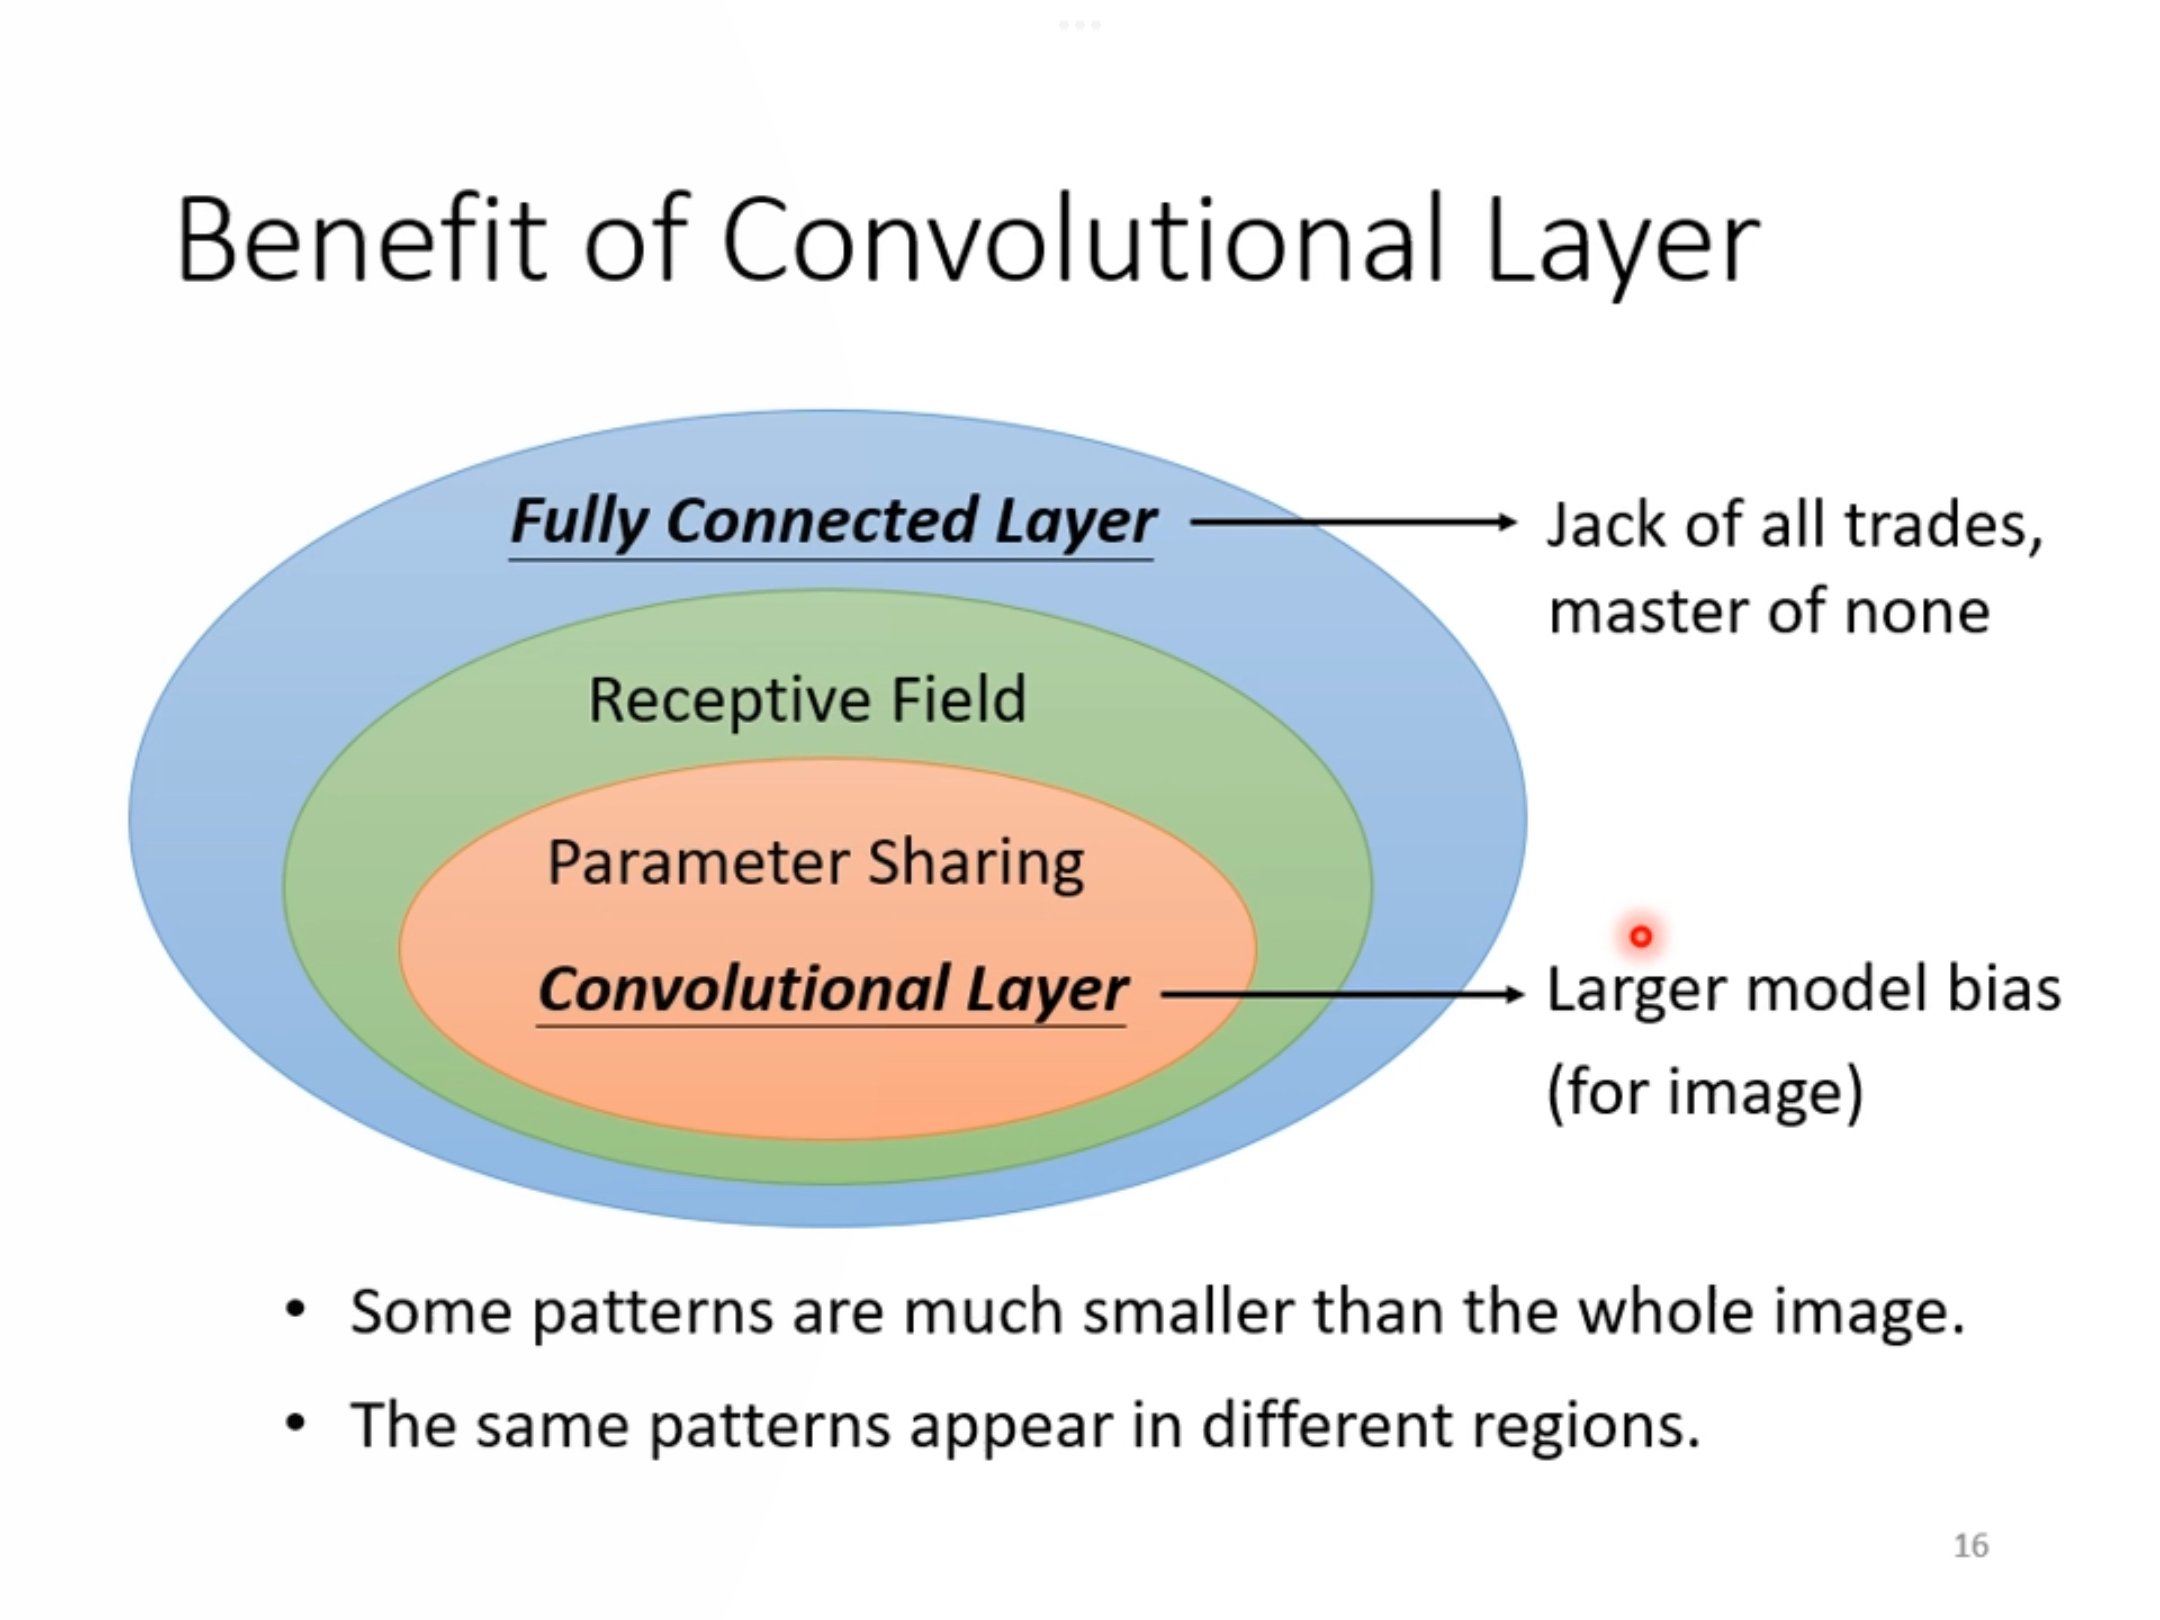 Benefit of Convolutional Layer
Fully Connected Layer
Jack of all trades,
master of none
Receptive Field
Parameter Sharing
Convolutional Layer
Larger model bias
(for image)
• Some patterns are much smaller than the whole image.
• The same patterns appear in different regions.
16